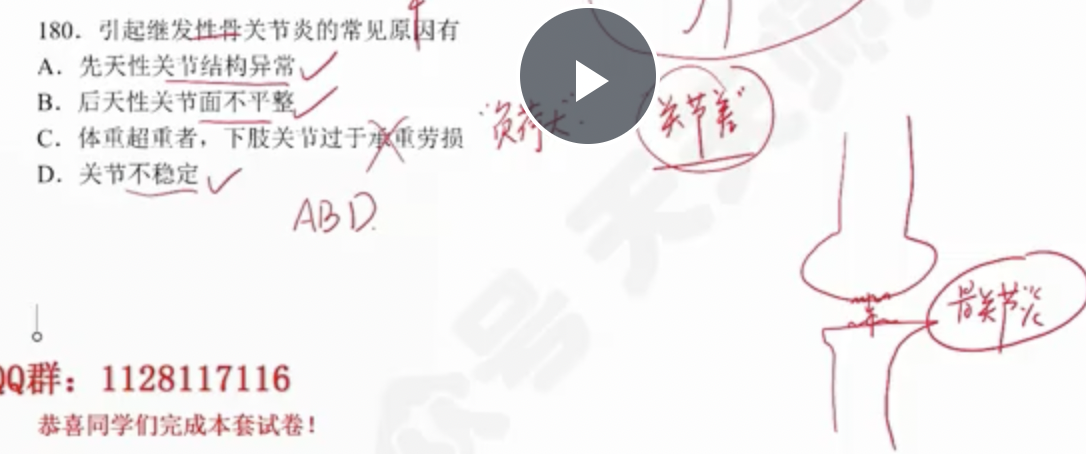 180. 引起继发性骨关节炎的常见原因有
A. 先天性关节结构异常
B. 后天性关节面不平整
C. 体重超重者，下肢关节过于承重劳损
D. 关节不稳定
"负荷大"
关节差"
ABD.
骨关节炎
QQ群：1128117116
恭喜同学们完成本套试卷！
众号 天